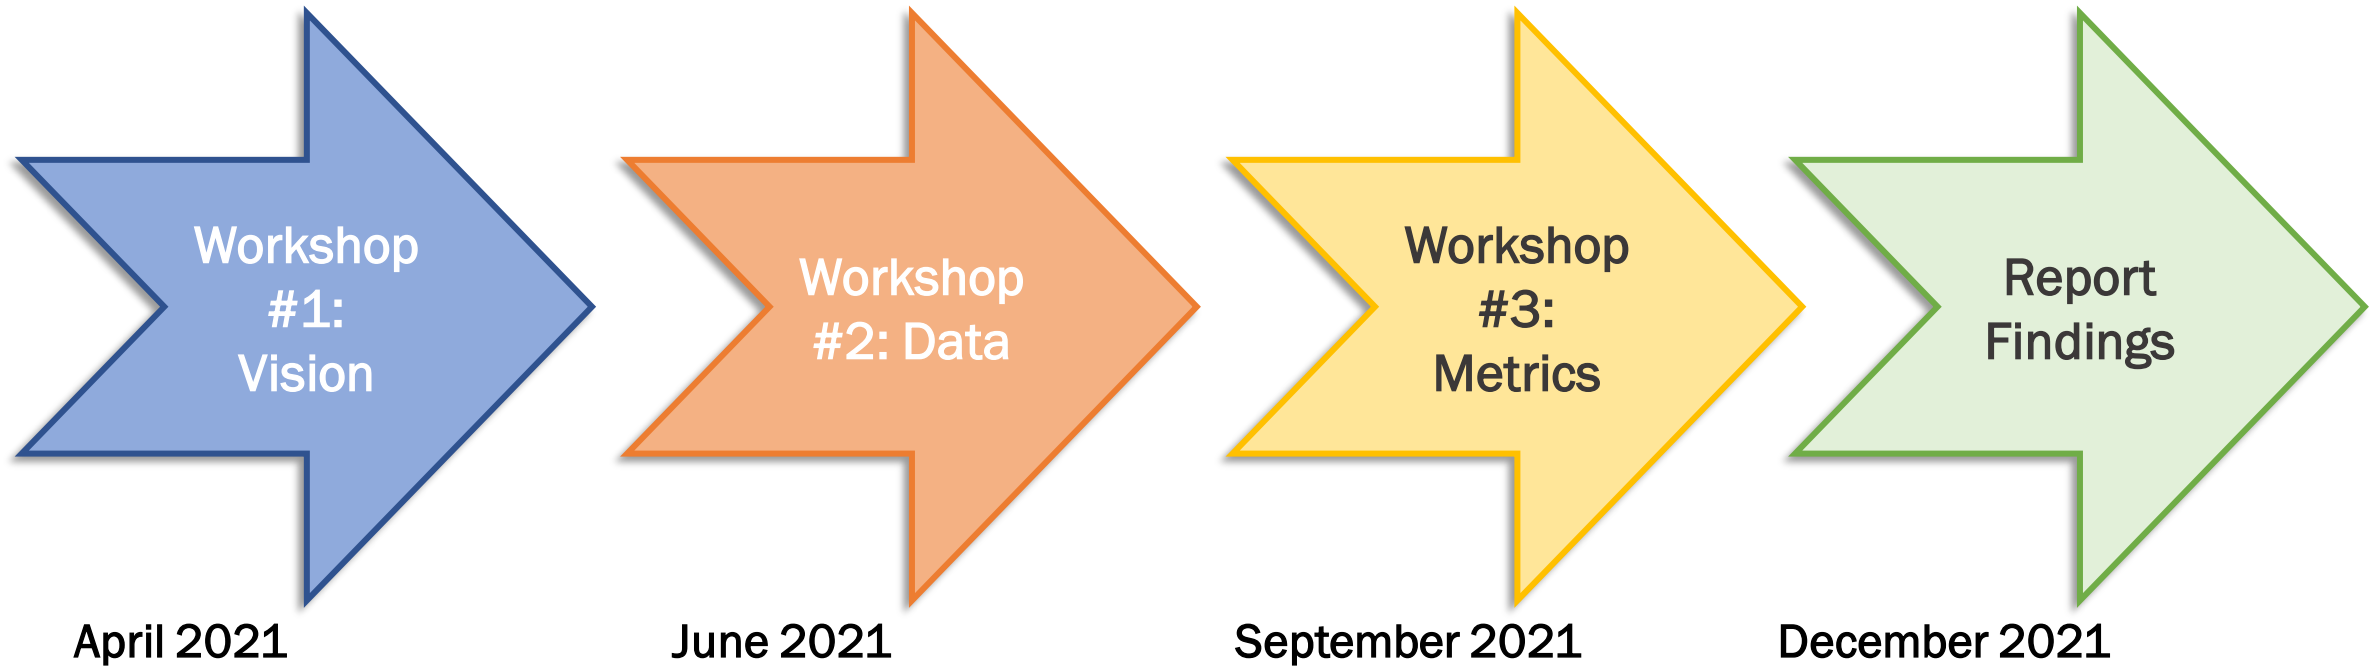 Workshop
#1:
Vision
Workshop
#2: Data
Workshop
#3:
Metrics
Report
Findings
April 2021
June 2021
September 2021
December 2021